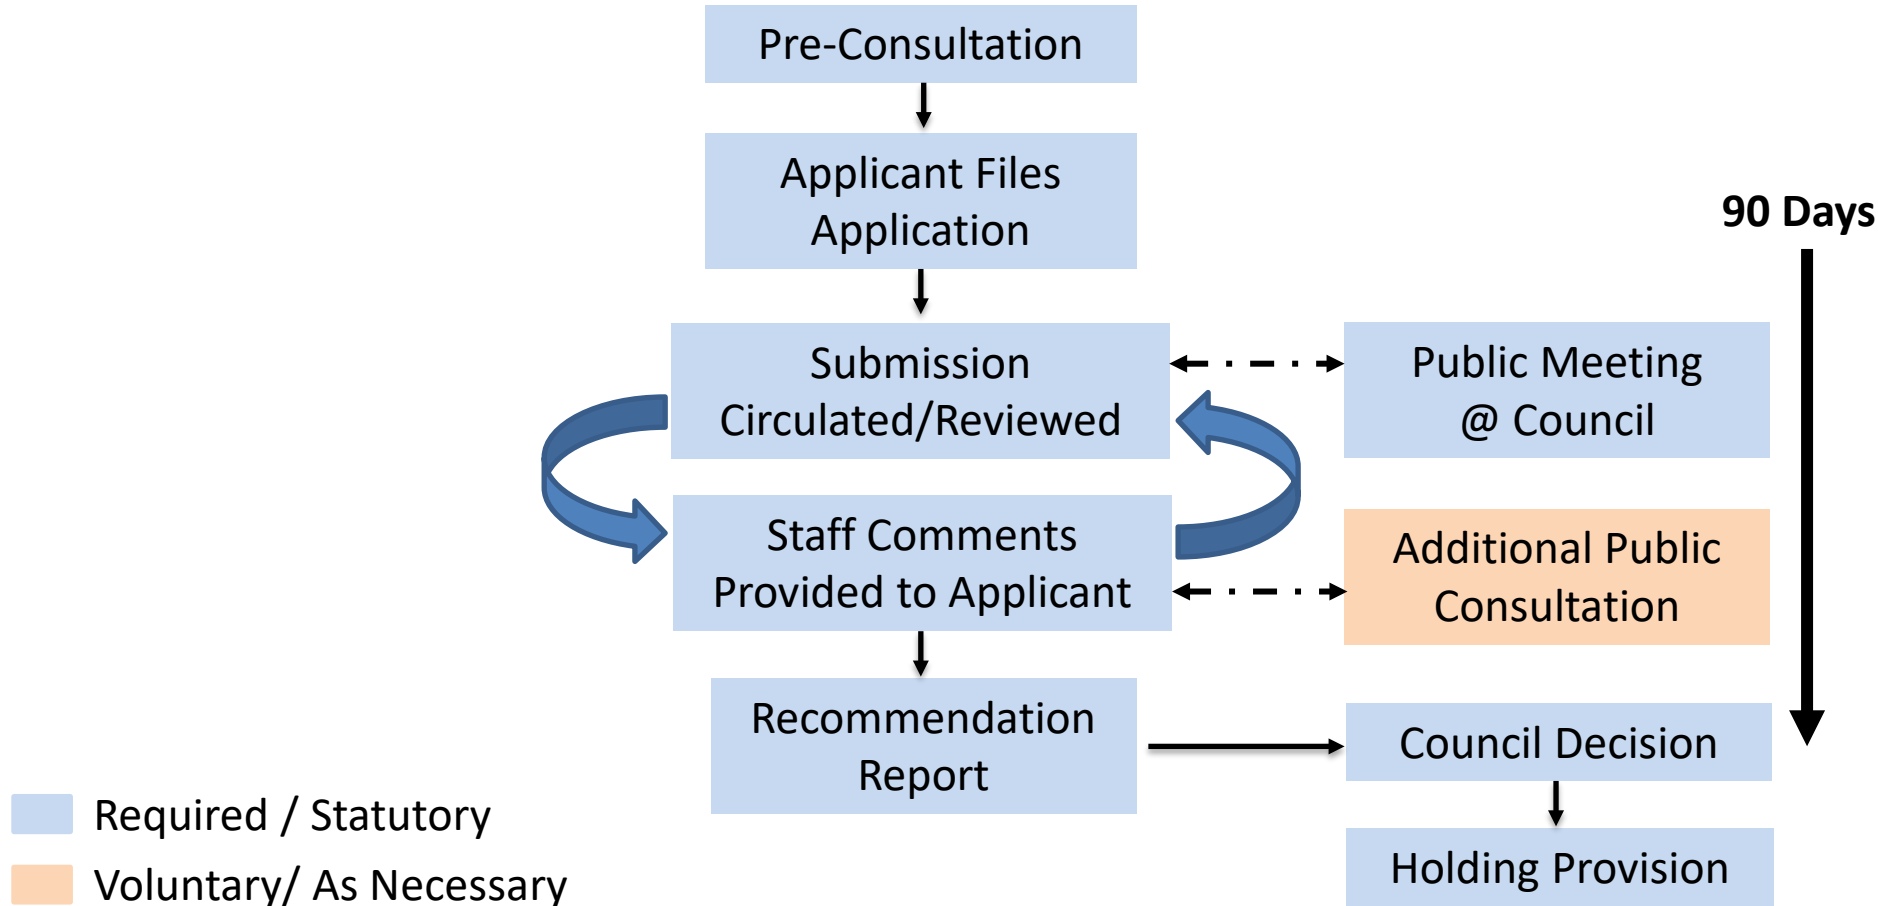 Pre-Consultation
Applicant Files
Application
90 Days
Submission
Circulated/Reviewed
Public Meeting
@ Council
Staff Comments
Provided to Applicant
Additional Public
Consultation
Recommendation
Report
Council Decision
Holding Provision
Required / Statutory
Voluntary/ As Necessary